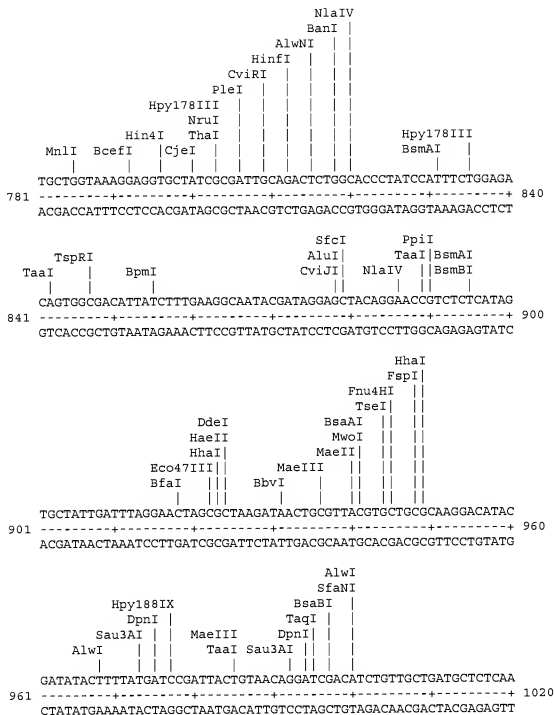 NlaIV
BanI
AlwNI
HinfI
CviRI
PleI
Hpy178III
NruI
Hin4I ThaI Hpy178III
MnlI BcefI CjeI BsmAI
TGCTGGTAAAGGAGGTGCTATCGCGATTGCAGACTCTGGCACCCTATCCATTTCTGGAGA
781 ---------+---------+---------+---------+---------+---------+ 840
ACGACCATTTCCTCCACGATAGCGCTAACGTCTGAGACCGTGGGATAGGTAAAGACCTCT
SfcI PpiI
TspRI AluI TaaI BsmAI
TaaI BpmI CviJI NlaIV BsmBI
CAGTGGCGACATTATCTTTGAAGGCAATACGATAGGAGCTACAGGAACCGTCTCTCATAG
841 ---------+---------+---------+---------+---------+---------+ 900
GTCACCGCTGTAATAGAAACTTCCGTTATGCTATCCTCGATGTCCTTGGCAGAGAGTATC
HhaI
FspI
Fnu4HI
TseI
DdeI BsaAI
HaeII MwoI
HhaI MaeII
Eco47III MaeIII
BfaI BbvI
TGCTATTGATTTAGGAACTAGCGCTAAGATAACTGCGTTACGTGCTGCGCAAGGACATAC
901 ---------+---------+---------+---------+---------+---------+ 960
ACGATAACTAAATCCTTGATCGCGATTCTATTGACGCAATGCACGACGCGTTCCTGTATG
AlwI
SfaNI
Hpy188IX BsaBI
DpnI TaqI
Sau3AI MaeIII DpnI
AlwI TaaI Sau3AI
GATATACTTTTATGATCCGATTACTGTAACAGGATCGACATCTGTTGCTGATGCTCTCAA
961 ---------+---------+---------+---------+---------+---------+ 1020
CTATATGAAAATACTAGGCTAATGACATTGTCCTAGCTGTAGACAACGACTACGAGAGTT